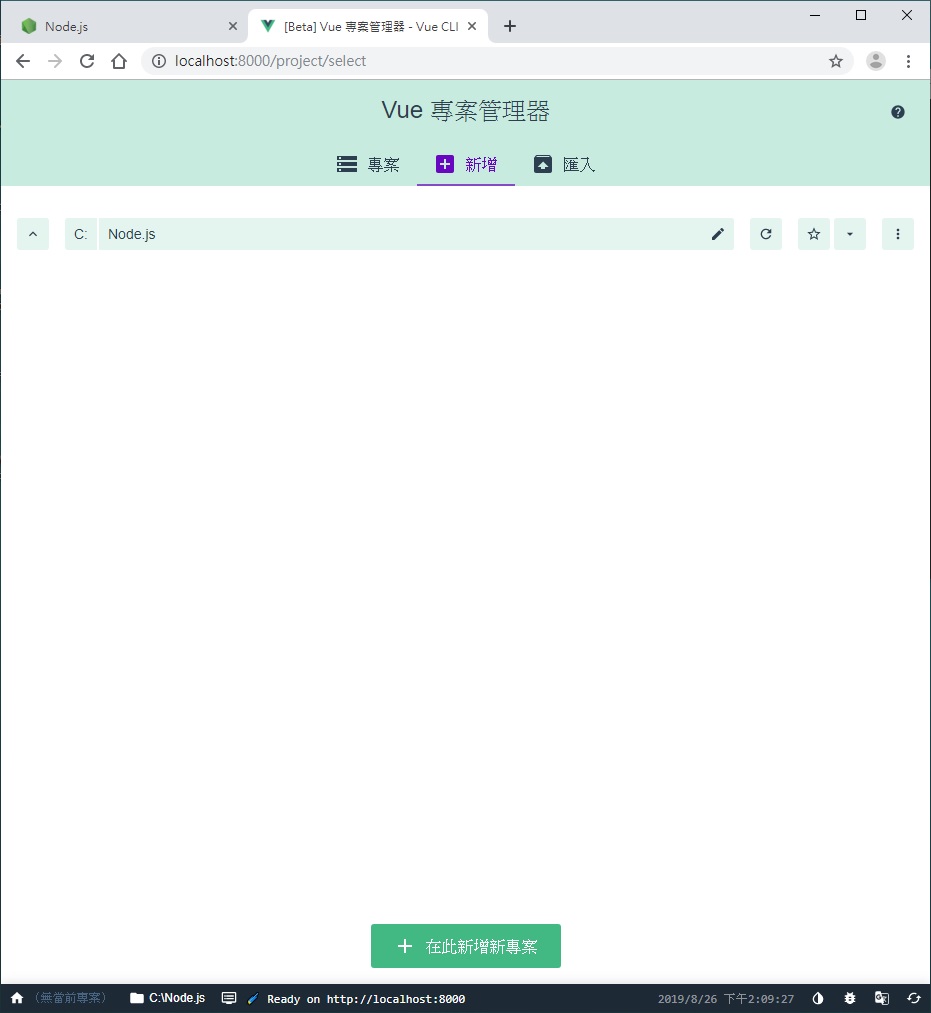 Node.js
[Beta] Vue 專案管理器 - Vue CLI
localhost:8000/project/select
Vue 專案管理器
專案 新增 匯入
C: Node.js
在此新增新專案
(無當前專案) C:\Node.js Ready on http://localhost:8000 2019/8/26 下午2:09:27